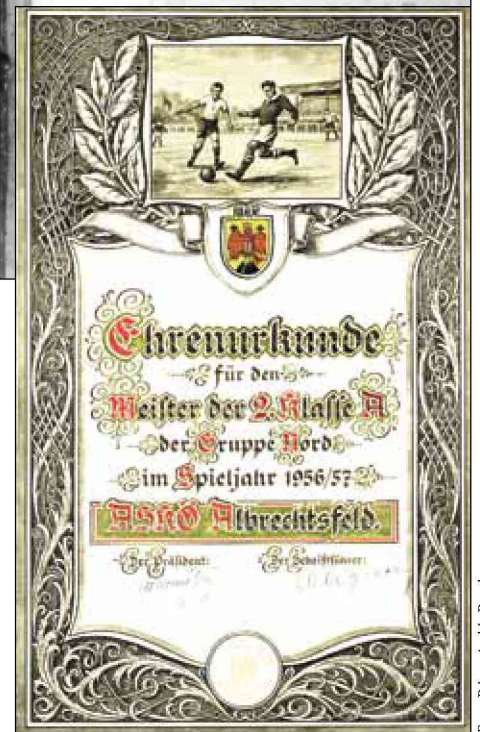 Ehrenurkunde
für den
Meister der 2. Klasse A
der Gruppe Nord
im Spieljahr 1956/57
ASKÖ Albrechtsfeld.
Der Präsident: Der Schriftführer: